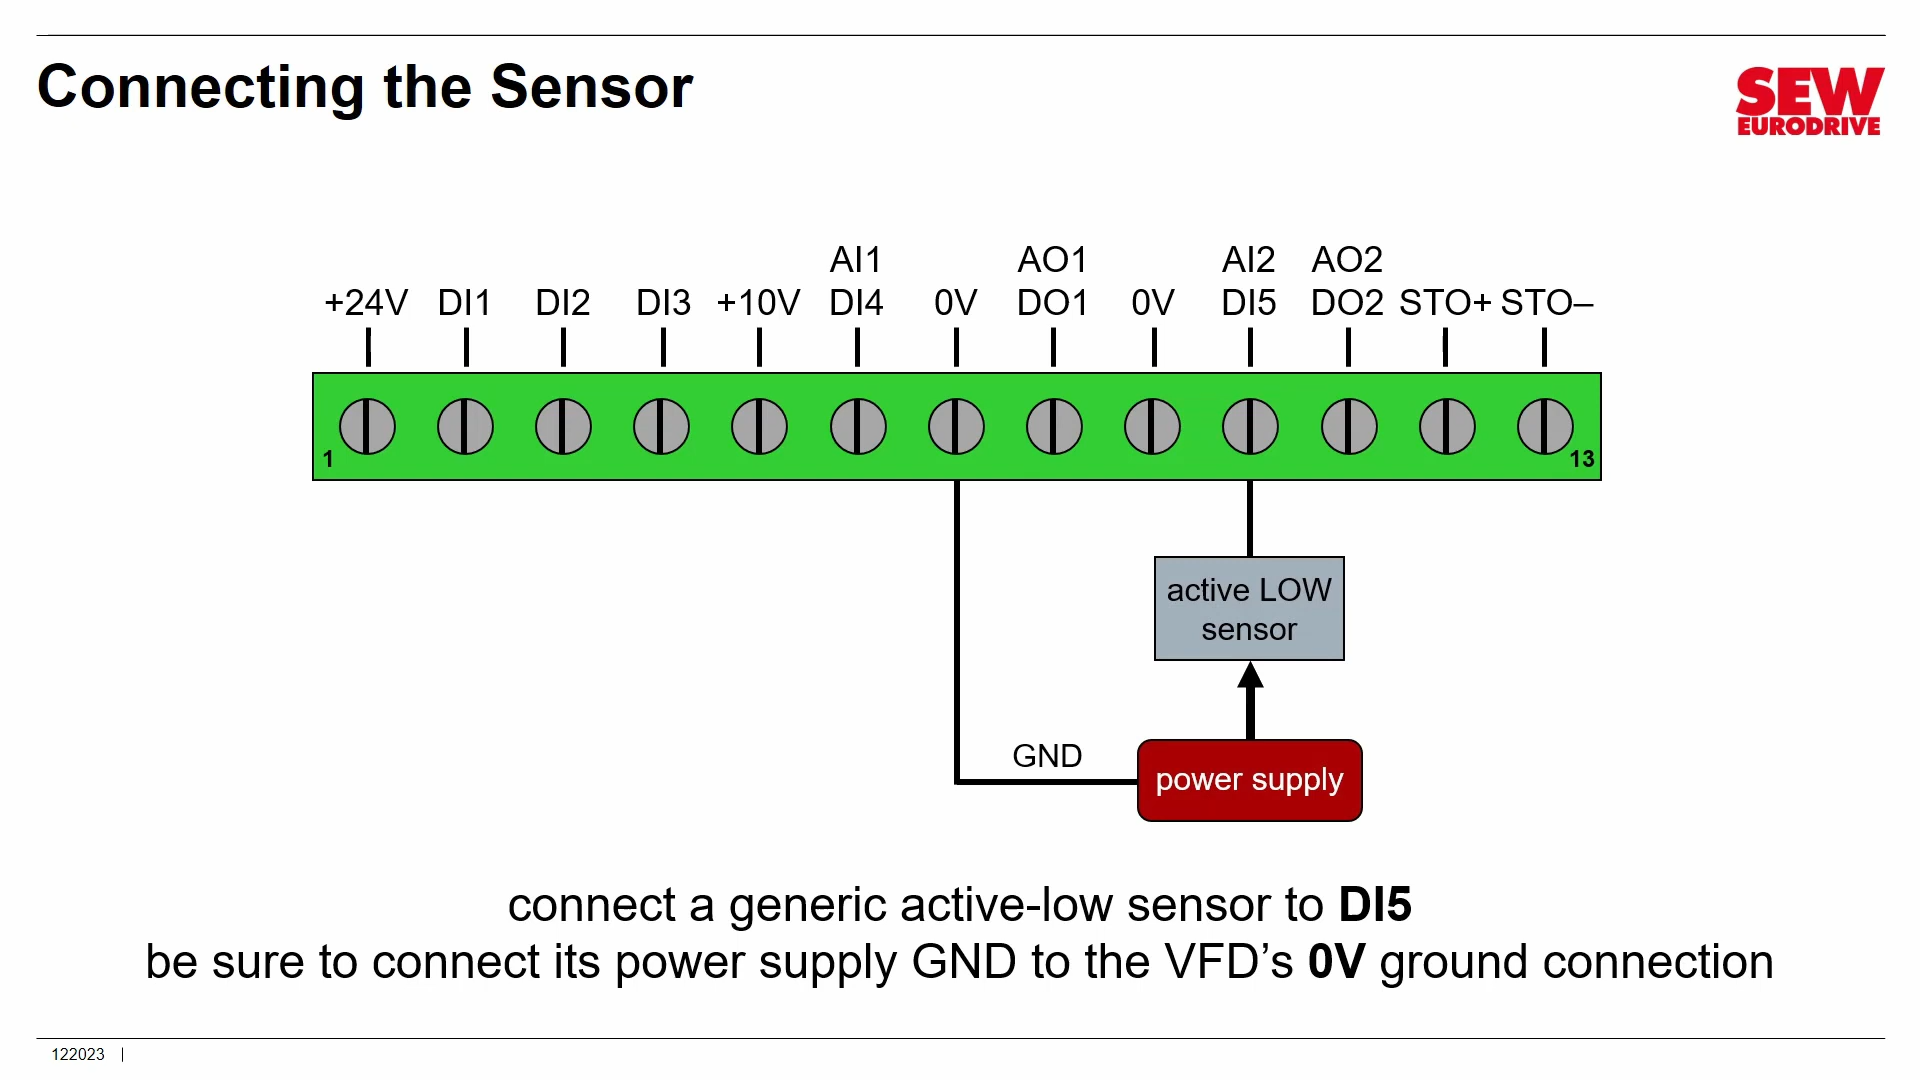 Connecting the Sensor
SEW
EURODRIVE
AI1 AO1 AI2 AO2
+24V DI1 DI2 DI3 +10V DI4 0V DO1 0V DI5 DO2 STO+ STO–
1 13
active LOW
sensor
GND
power supply
connect a generic active-low sensor to DI5
be sure to connect its power supply GND to the VFD’s 0V ground connection
122023 |